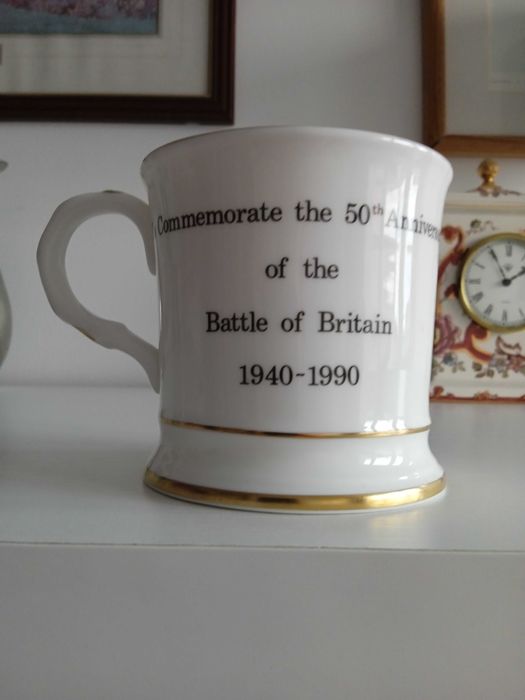 Commemorate the 50th
of the
Battle of Britain
1940-1990